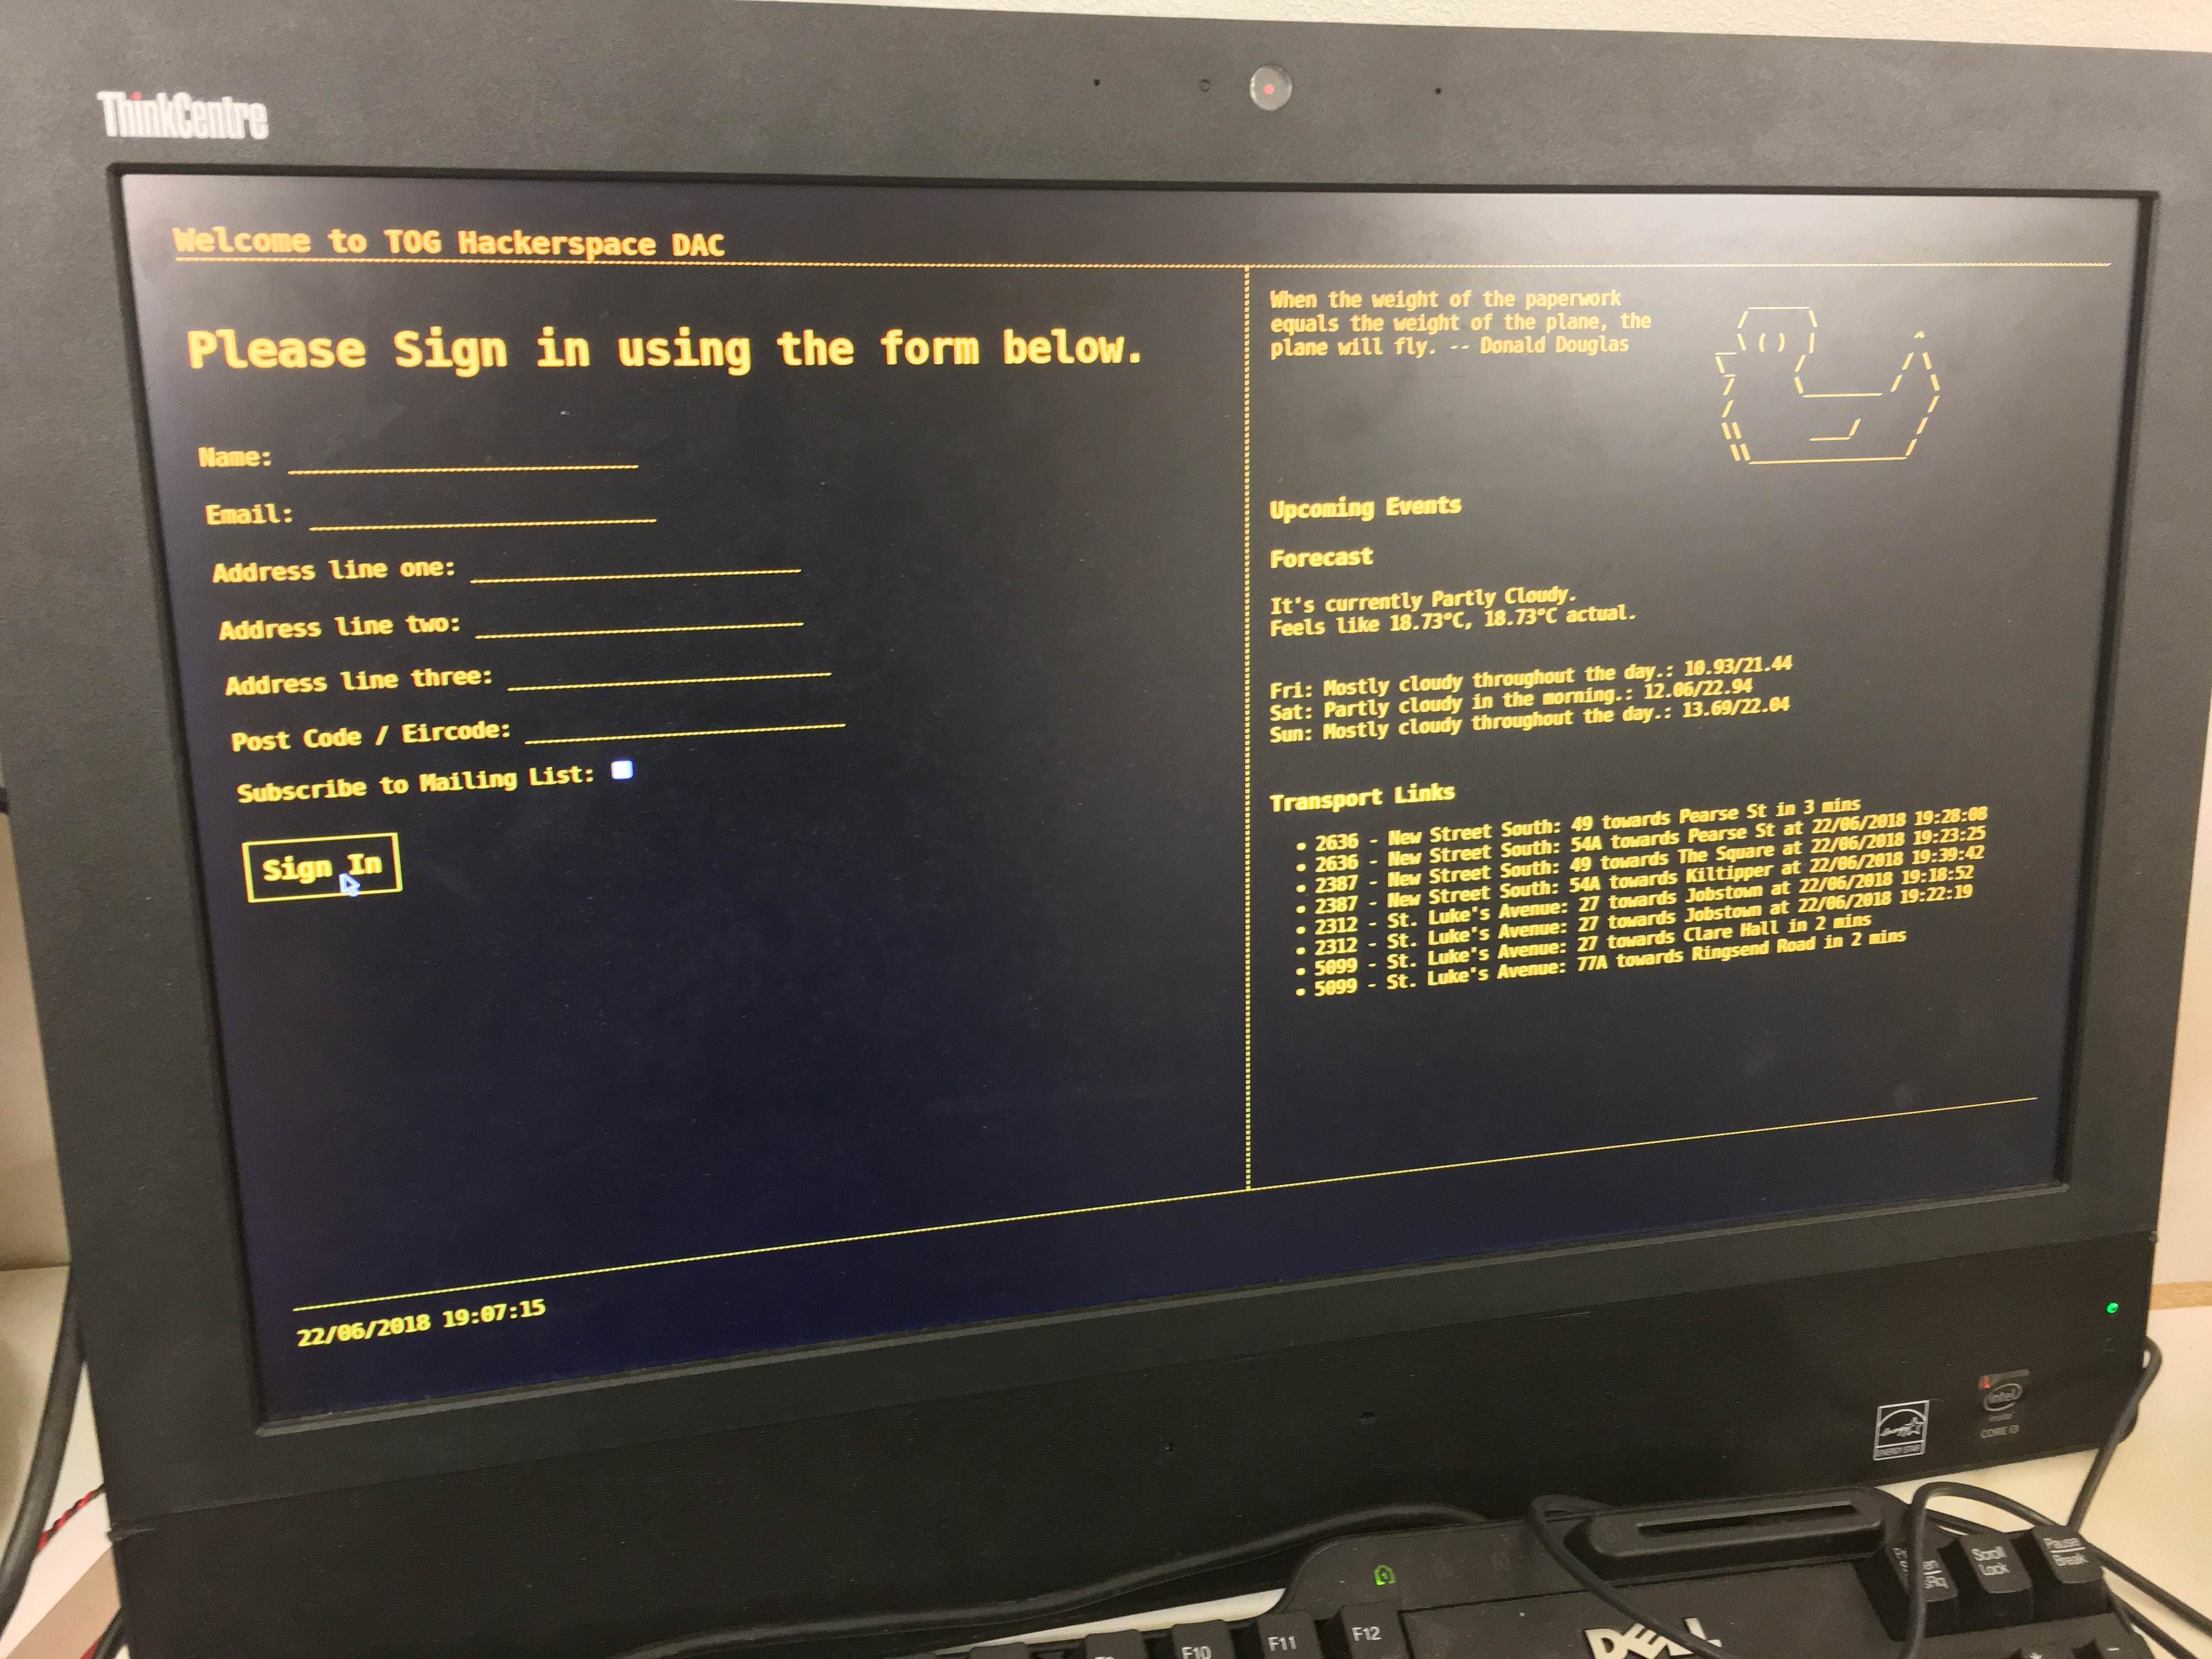 ThinkCentre
Welcome to TOG Hackerspace DAC
Please Sign in using the form below.
Name:
Email:
Address line one:
Address line two:
Address line three:
Post Code / Eircode:
Subscribe to Mailing List:
Sign In
When the weight of the paperwork
equals the weight of the plane, the
plane will fly. -- Donald Douglas
Upcoming Events
Forecast
It's currently Partly Cloudy.
Feels like 18.73°C, 18.73°C actual.
Fri: Mostly cloudy throughout the day.: 10.93/21.44
Sat: Partly cloudy in the morning.: 12.06/22.94
Sun: Mostly cloudy throughout the day.: 13.69/22.04
Transport Links
• 2636 - New Street South: 49 towards Pearse St in 3 mins
• 2636 - New Street South: 54A towards Pearse St at 22/06/2018 19:28:08
• 2387 - New Street South: 49 towards The Square at 22/06/2018 19:23:25
• 2387 - New Street South: 54A towards Kiltipper at 22/06/2018 19:39:42
• 2312 - St. Luke's Avenue: 27 towards Jobstown at 22/06/2018 19:18:52
• 2312 - St. Luke's Avenue: 27 towards Jobstown at 22/06/2018 19:22:19
• 5099 - St. Luke's Avenue: 27 towards Clare Hall in 2 mins
• 5099 - St. Luke's Avenue: 77A towards Ringsend Road in 2 mins
22/06/2018 19:07:15
ENERGY STAR
intel
inside
CORE i3
Scroll
Lock
Pause
Break
F10
F11
F12
DELL